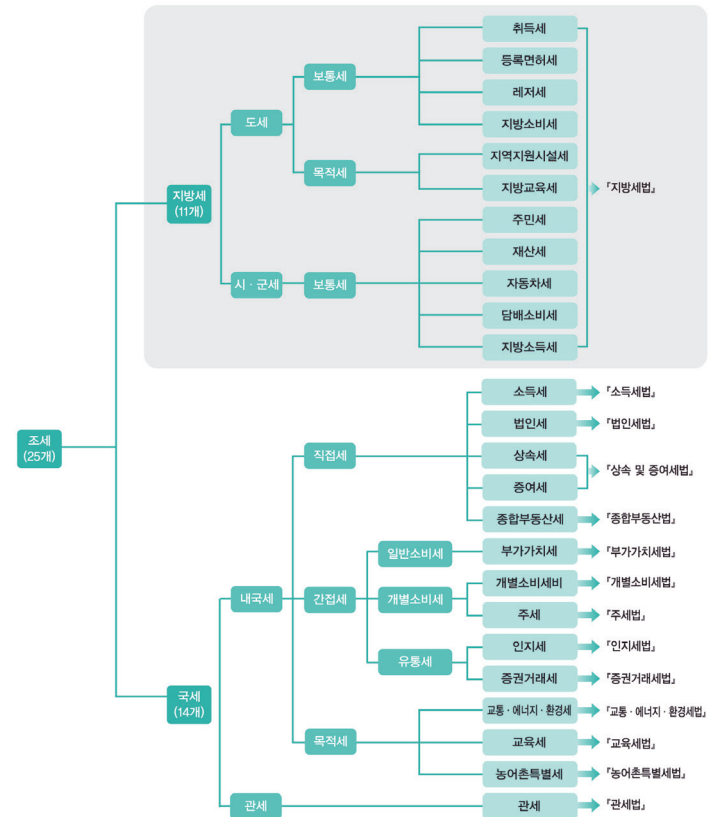 취득세
등록면허세
보통세
레저세
도세
지방소비세
지역지원시설세
목적세
지방교육세
『지방세법』
지방세
(11개)
주민세
재산세
시 · 군세
보통세
자동차세
담배소비세
지방소득세
소득세
『소득세법』
법인세
『법인세법』
조세
(25개)
직접세
상속세
『상속 및 증여세법』
증여세
종합부동산세
『종합부동산법』
일반소비세
부가가치세
『부가가치세법』
내국세
간접세
개별소비세
개별소비세비
『개별소비세법』
주세
『주세법』
유통세
인지세
『인지세법』
증권거래세
『증권거래세법』
국세
(14개)
교통 · 에너지 · 환경세
『교통 · 에너지 · 환경세법』
목적세
교육세
『교육세법』
농어촌특별세
『농어촌특별세법』
관세
관세
『관세법』